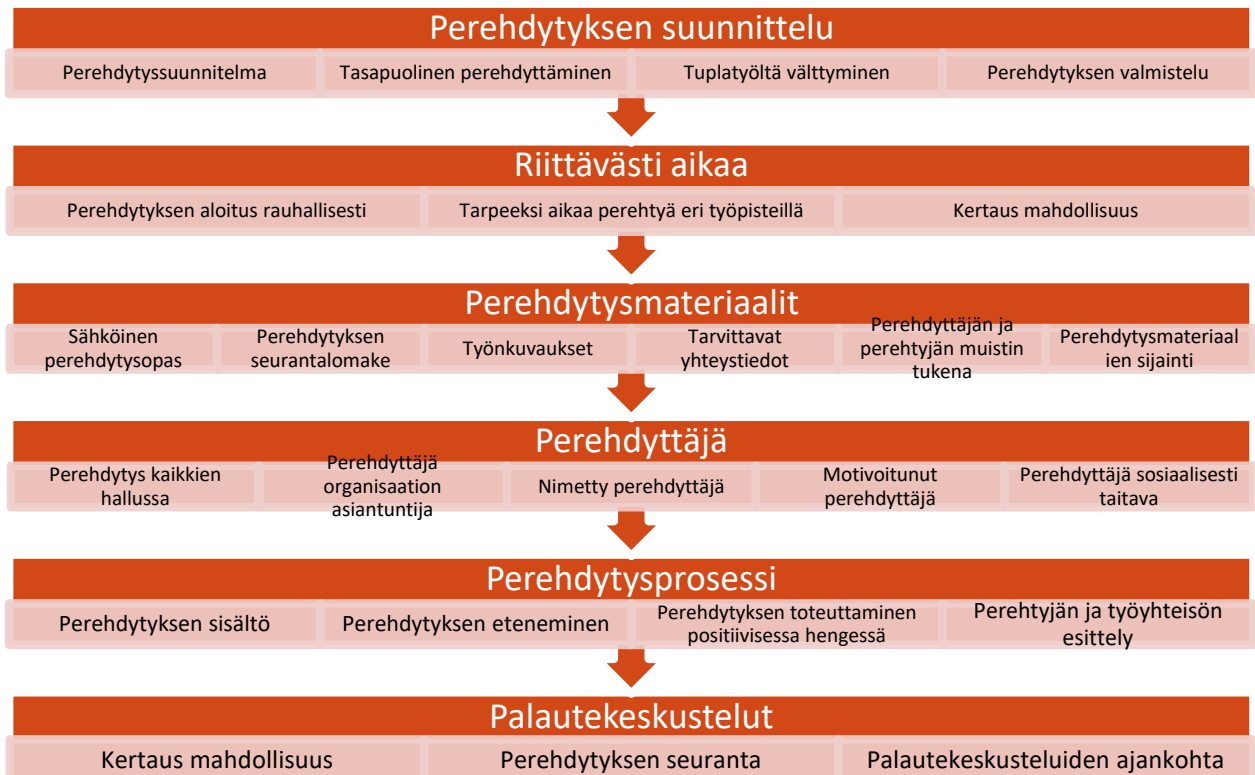 Perehdytyksen suunnittelu
Perehdytyssuunnitelma
Tasapuolinen perehdyttäminen
Tuplatyöltä välttyminen
Perehdytyksen valmistelu
Riittävästi aikaa
Perehdytyksen aloitus rauhallisesti
Tarpeeksi aikaa perehtyä eri työpisteillä
Kertaus mahdollisuus
Perehdytysmateriaalit
Sähköinen
perehdytysopas
Perehdytyksen
seurantalomake
Työnkuvaukset
Tarvittavat
yhteystiedot
Perehdyttäjän ja
perehtyjän muistin
tukena
Perehdytysmateriaal
ien sijainti
Perehdyttäjä
Perehdytys kaikkien
hallussa
Perehdyttäjä
organisaation
asiantuntija
Nimetty perehdyttäjä
Motivoitunut
perehdyttäjä
Perehdyttäjä sosiaalisesti
taitava
Perehdytysprosessi
Perehdytyksen sisältö
Perehdytyksen eteneminen
Perehdytyksen toteuttaminen
positiivisessa hengessä
Perehtyjän ja työyhteisön
esittely
Palautekeskustelut
Kertaus mahdollisuus
Perehdytyksen seuranta
Palautekeskusteluiden ajankohta